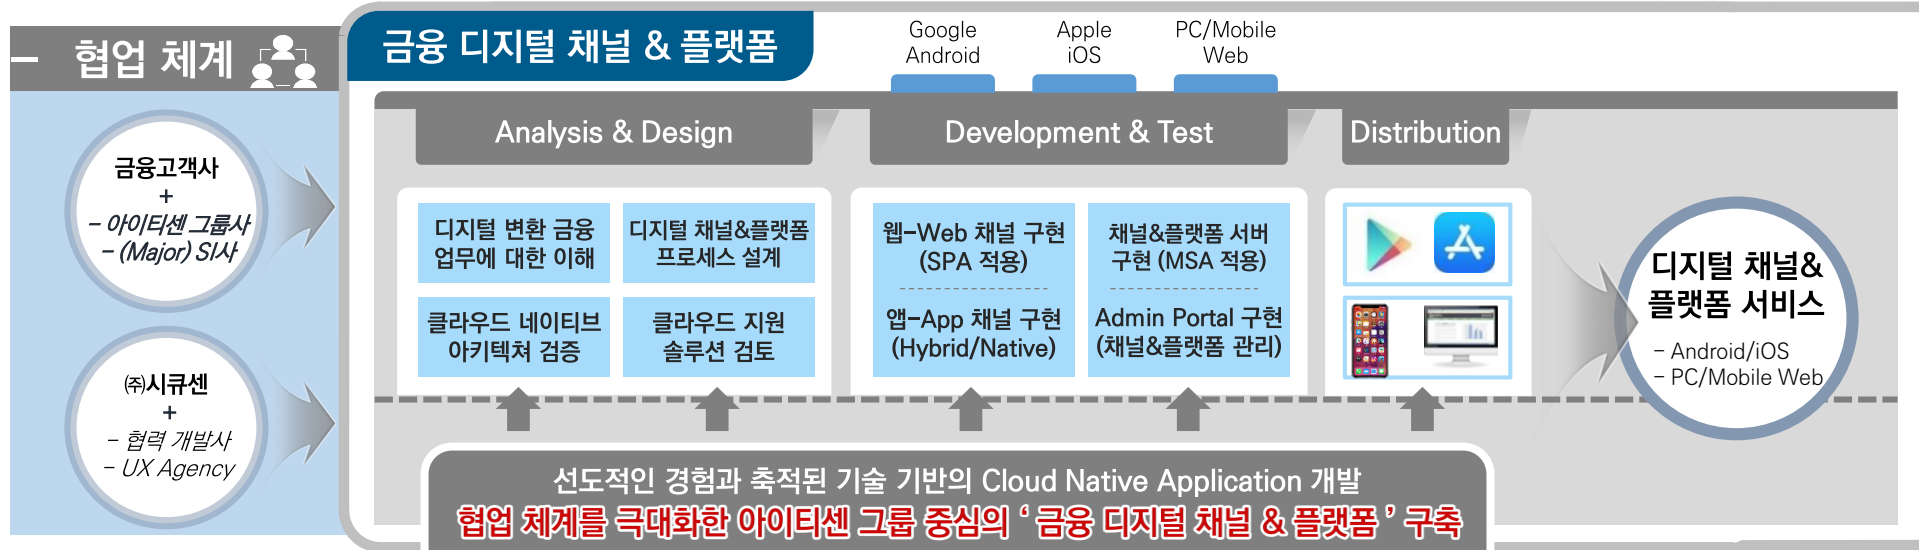 협업 체계
금융고객사
+
- 아이티센 그룹사
- (Major) SI사
㈜시큐센
+
- 협력 개발사
- UX Agency
금융 디지털 채널 & 플랫폼
Google
Android
Apple
iOS
PC/Mobile
Web
Analysis & Design
디지털 변환 금융
업무에 대한 이해
디지털 채널&플랫폼
프로세스 설계
클라우드 네이티브
아키텍쳐 검증
클라우드 지원
솔루션 검토
Development & Test
웹-Web 채널 구현
(SPA 적용)
앱-App 채널 구현
(Hybrid/Native)
채널&플랫폼 서버
구현 (MSA 적용)
Admin Portal 구현
(채널&플랫폼 관리)
Distribution
디지털 채널&
플랫폼 서비스
- Android/iOS
- PC/Mobile Web
선도적인 경험과 축적된 기술 기반의 Cloud Native Application 개발
협업 체계를 극대화한 아이티센 그룹 중심의 ‘ 금융 디지털 채널 & 플랫폼 ’ 구축